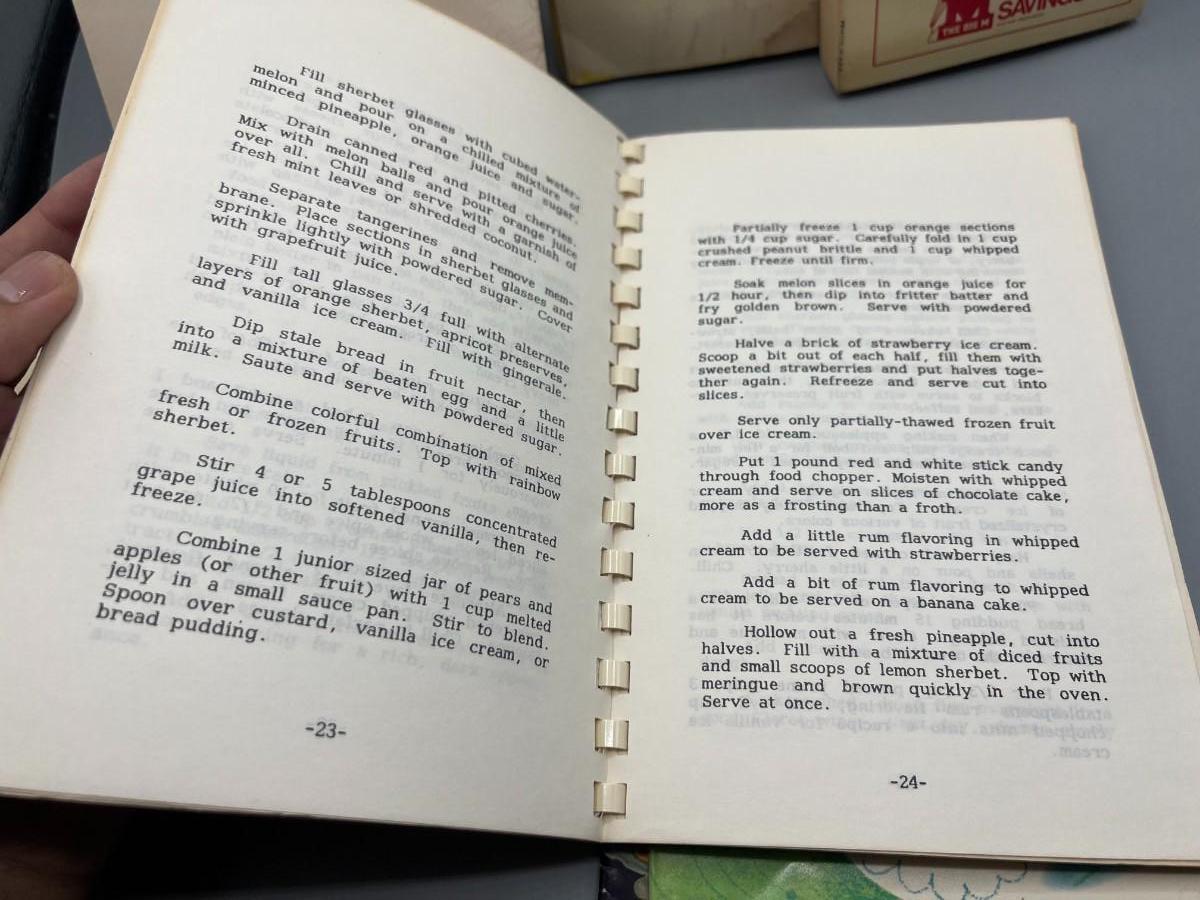 M
SAVINGS
THE BIG M
Fill sherbet glasses with cubed water-
melon and pour on a chilled mixture of
minced pineapple, orange juice and sugar.
Drain canned red and pitted cherries.
Mix with melon balls and pour orange juice
over all. Chill and serve with a garnish of
fresh mint leaves or shredded coconut.
Separate tangerines and remove mem-
brane. Place sections in sherbet glasses and
sprinkle lightly with powdered sugar. Cover
with grapefruit juice.
Fill tall glasses 3/4 full with alternate
layers of orange sherbet, apricot preserves,
and vanilla ice cream. Fill with gingerale.
Dip stale bread in fruit nectar, then
into a mixture of beaten egg and a little
milk. Saute and serve with powdered sugar.
Combine colorful combination of mixed
fresh or frozen fruits. Top with rainbow
sherbet.
Stir 4 or 5 tablespoons concentrated
grape juice into softened vanilla, then re-
freeze.
Combine 1 junior sized jar of pears and
apples (or other fruit) with 1 cup melted
jelly in a small sauce pan. Stir to blend.
Spoon over custard, vanilla ice cream, or
bread pudding.
-23-
Partially freeze 1 cup orange sections
with 1/4 cup sugar. Carefully fold in 1 cup
crushed peanut brittle and 1 cup whipped
cream. Freeze until firm.
Soak melon slices in orange juice for
1/2 hour, then dip into fritter batter and
fry golden brown. Serve with powdered
sugar.
Halve a brick of strawberry ice cream.
Scoop a bit out of each half, fill them with
sweetened strawberries and put halves toge-
ther again. Refreeze and serve cut into
slices.
Serve only partially-thawed frozen fruit
over ice cream.
Put 1 pound red and white stick candy
through food chopper. Moisten with whipped
cream and serve on slices of chocolate cake,
more as a frosting than a froth.
Add a little rum flavoring in whipped
cream to be served with strawberries.
Add a bit of rum flavoring to whipped
cream to be served on a banana cake.
Hollow out a fresh pineapple, cut into
halves. Fill with a mixture of diced fruits
and small scoops of lemon sherbet. Top with
meringue and brown quickly in the oven.
Serve at once.
-24-